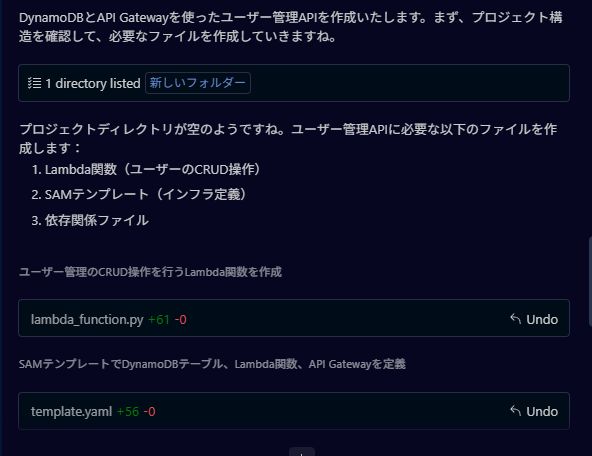 DynamoDBとAPI Gatewayを使ったユーザー管理APIを作成いたします。まず、プロジェクト構
造を確認して、必要なファイルを作成していきますね。
1 directory listed 新しいフォルダー
プロジェクトディレクトリが空のようですね。ユーザー管理APIに必要な以下のファイルを作
成します：
1. Lambda関数（ユーザーのCRUD操作）
2. SAMテンプレート（インフラ定義）
3. 依存関係ファイル
ユーザー管理のCRUD操作を行うLambda関数を作成
lambda_function.py +61 -0 Undo
SAMテンプレートでDynamoDBテーブル、Lambda関数、API Gatewayを定義
template.yaml +56 -0 Undo